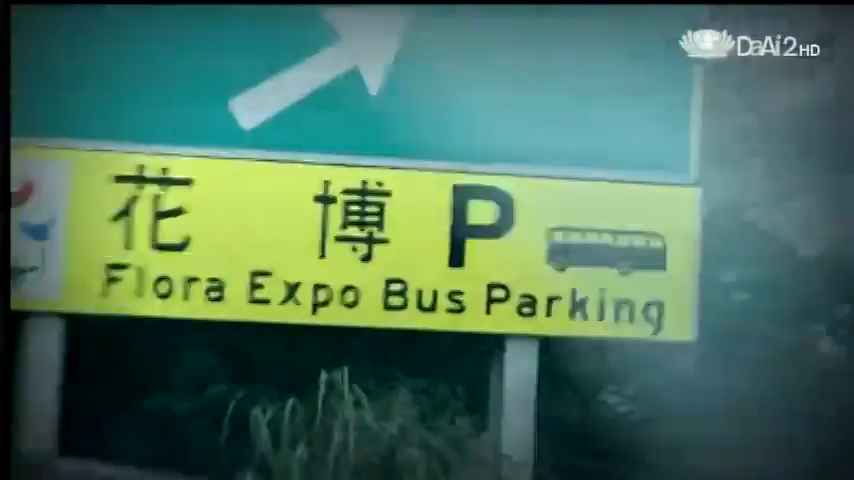 DaAi2HD
花 博 P
Flora Expo Bus Parking